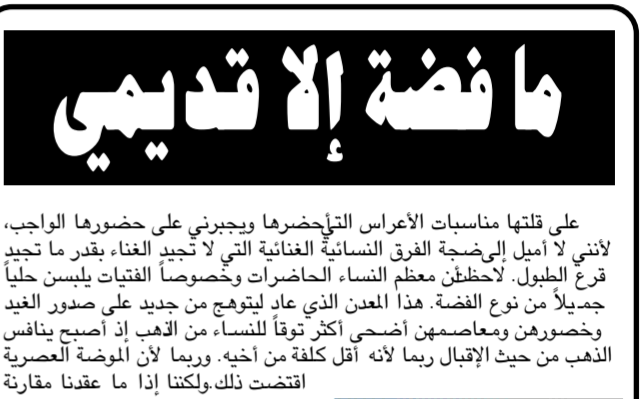 ما فضة إلا قديمي
على قلتها مناسبات الأعراس التي أحضرها ويجبرني على حضورها الواجب،
لأنني لا أميل إلى ضجة الفرق النسائية الغنائية التي لا تجيد الغناء بقدر ما تجيد
قرع الطبول. لاحظت أن معظم النساء الحاضرات وخصوصاً الفتيات يلبسن حلياً
جميلاً من نوع الفضة. هذا المعدن الذي عاد ليتوهج من جديد على صدور الغيد
وخصورهن ومعاصمهن أضحى أكثر توقاً للنساء من الذهب إذ أصبح ينافس
الذهب من حيث الإقبال ربما لأنه أقل كلفة من أخيه. وربما لأن الموضة العصرية
اقتضت ذلك.ولكننا إذا ما عقدنا مقارنة